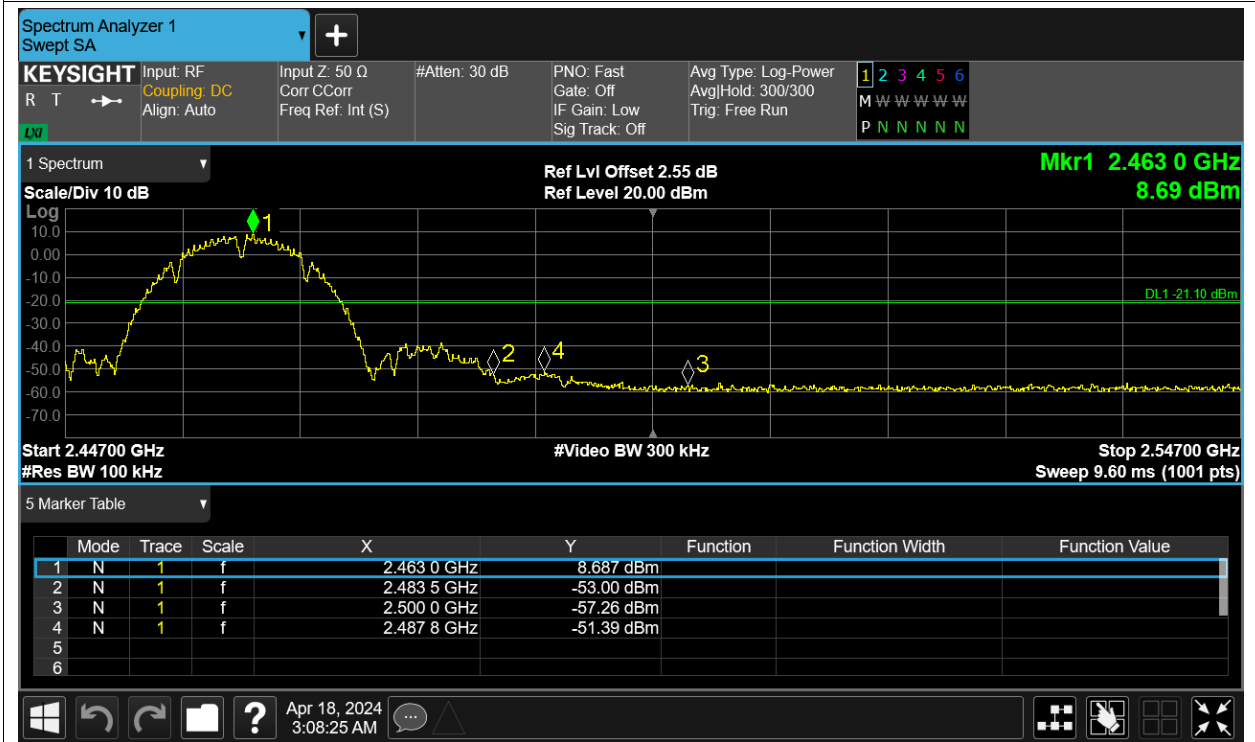 Spectrum Analyzer 1
Swept SA
+
KEYSIGHT Input: RF Input Z: 50 Ω #Atten: 30 dB PNO: Fast Avg Type: Log-Power 1 2 3 4 5 6
R T Coupling: DC Corr CCorr Gate: Off Avg|Hold: 300/300 M W W W W W
Align: Auto Freq Ref: Int (S) IF Gain: Low Trig: Free Run
LXI Sig Track: Off P N N N N N
1 Spectrum Ref Lvl Offset 2.55 dB Mkr1 2.463 0 GHz
Scale/Div 10 dB Ref Level 20.00 dBm 8.69 dBm
Log
1
10.0
0.00
-10.0
-20.0 DL1 -21.10 dBm
-30.0
-40.0
2 4
-50.0
3
-60.0
-70.0
Start 2.44700 GHz #Video BW 300 kHz Stop 2.54700 GHz
#Res BW 100 kHz Sweep 9.60 ms (1001 pts)
5 Marker Table
Mode Trace Scale X Y Function Function Width Function Value
1 N 1 f 2.463 0 GHz 8.687 dBm
2 N 1 f 2.483 5 GHz -53.00 dBm
3 N 1 f 2.500 0 GHz -57.26 dBm
4 N 1 f 2.487 8 GHz -51.39 dBm
5
6
? Apr 18, 2024
3:08:25 AM